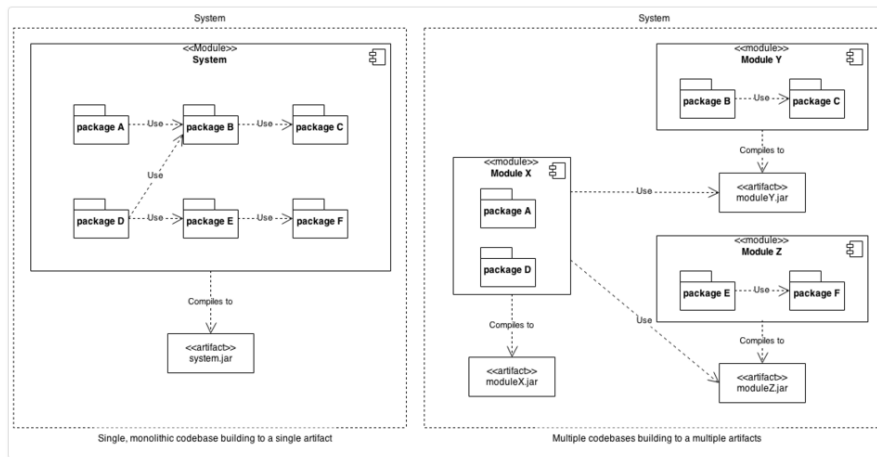 System
<<Module>>
System
package A
Use
package B
Use
package C
Use
package D
Use
package E
Use
package F
Compiles to
<<artifact>>
system.jar
Single, monolithic codebase building to a single artifact
System
<<module>>
Module Y
package B
Use
package C
Compiles to
<<artifact>>
moduleY.jar
<<module>>
Module X
package A
package D
Use
Use
Compiles to
<<artifact>>
moduleX.jar
<<module>>
Module Z
package E
Use
package F
Compiles to
<<artifact>>
moduleZ.jar
Multiple codebases building to a multiple artifacts